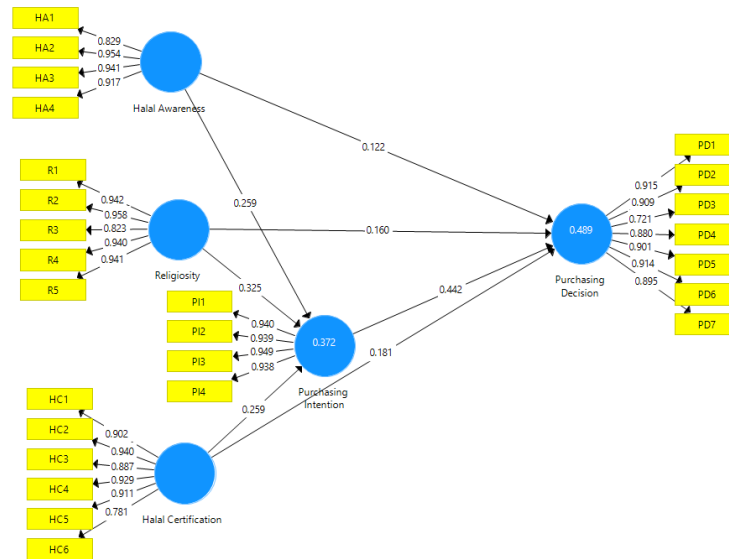 HA1
0.829
HA2
0.954
HA3
0.941
HA4
0.917
Halal Awareness
0.122
0.259
R1
0.942
R2
0.958
R3
0.823
R4
0.940
R5
0.941
Religiosity
0.160
0.325
PI1
0.940
PI2
0.939
PI3
0.949
PI4
0.938
0.372
Purchasing
Intention
0.442
0.181
0.259
HC1
0.902
HC2
0.940
HC3
0.887
HC4
0.929
HC5
0.911
HC6
0.781
Halal Certification
0.489
Purchasing
Decision
PD1
0.915
PD2
0.909
PD3
0.721
PD4
0.880
PD5
0.901
PD6
0.914
PD7
0.895